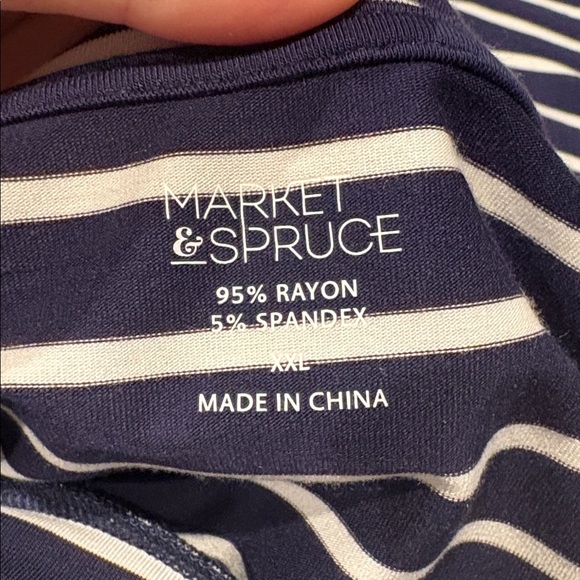 MARKET
&SPRUCE
95% RAYON
5% SPANDEX
XXL
MADE IN CHINA